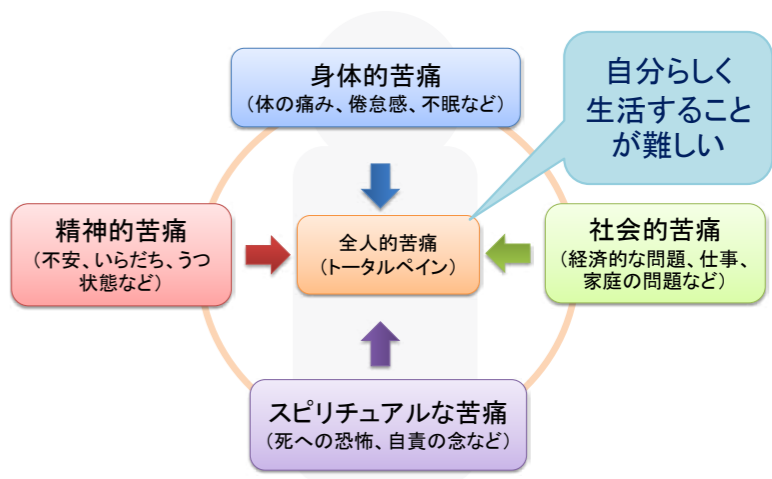 身体的苦痛
（体の痛み、倦怠感、不眠など）
自分らしく
生活すること
が難しい
精神的苦痛
（不安、いらだち、うつ
状態など）
全人的苦痛
（トータルペイン）
社会的苦痛
（経済的な問題、仕事、
家庭の問題など）
スピリチュアルな苦痛
（死への恐怖、自責の念など）